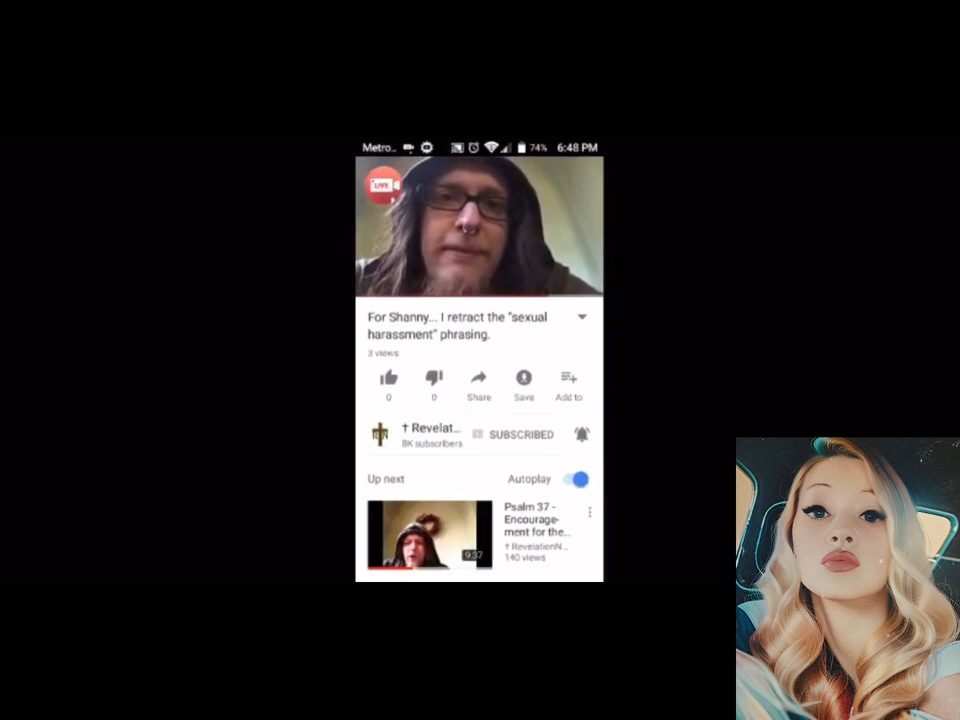 Metro... 74% 6:48 PM
LIVE
For Shanny... I retract the "sexual
harassment" phrasing.
3 views
0 0 Share Save Add to
† Revelat... SUBSCRIBED
8K subscribers
Up next Autoplay
Psalm 37 -
Encourage-
ment for the...
† RevelationN...
140 views
9:37